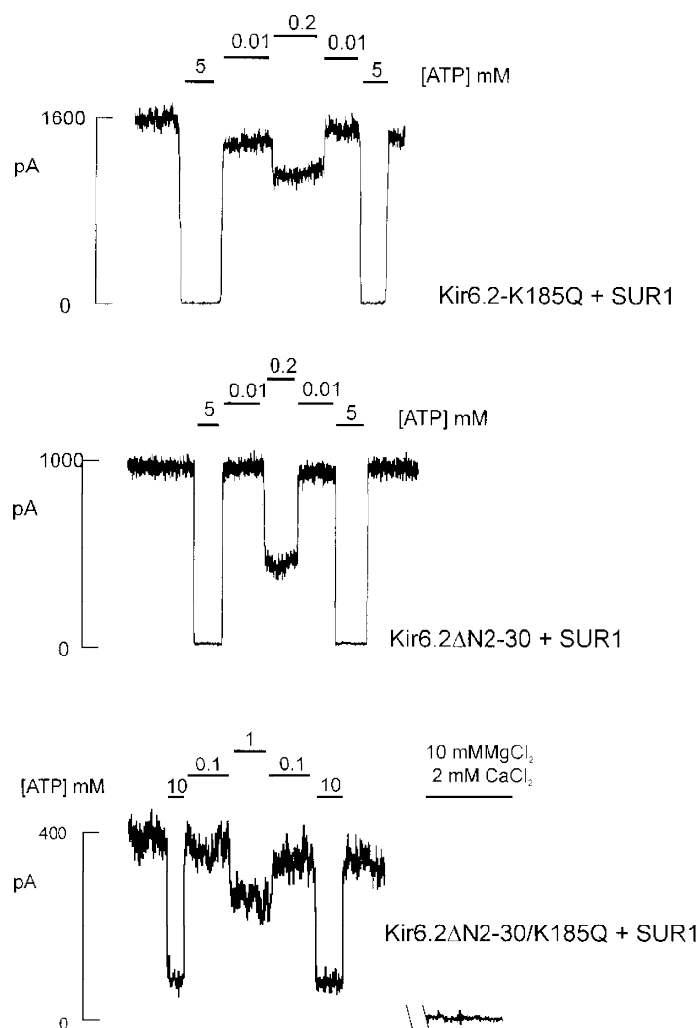 0.2
0.01 0.01
5 5 [ATP] mM
1600
pA
0
Kir6.2-K185Q + SUR1
0.2
0.01 0.01
5 5 [ATP] mM
1000
pA
0
Kir6.2ΔN2-30 + SUR1
1
0.1 0.1
10 mMMgCl₂
2 mM CaCl₂
[ATP] mM 10 10
400
pA
Kir6.2ΔN2-30/K185Q + SUR1
0